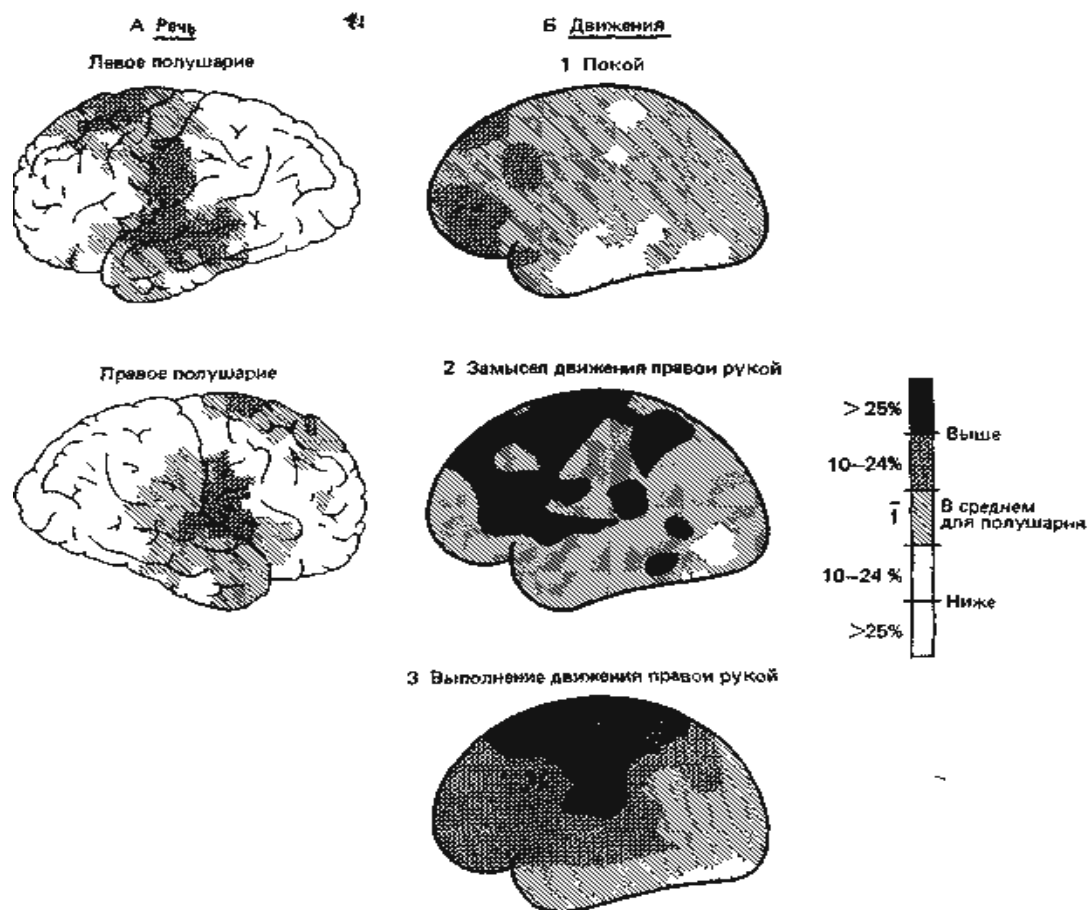 А Речь
Левое полушарие
Правое полушарие
Б Движения
1 Покой
2 Замысел движения правой рукой
3 Выполнение движения правой рукой
>25%
Выше
10–24%
1
В среднем
для полушария
10–24 %
Ниже
>25%